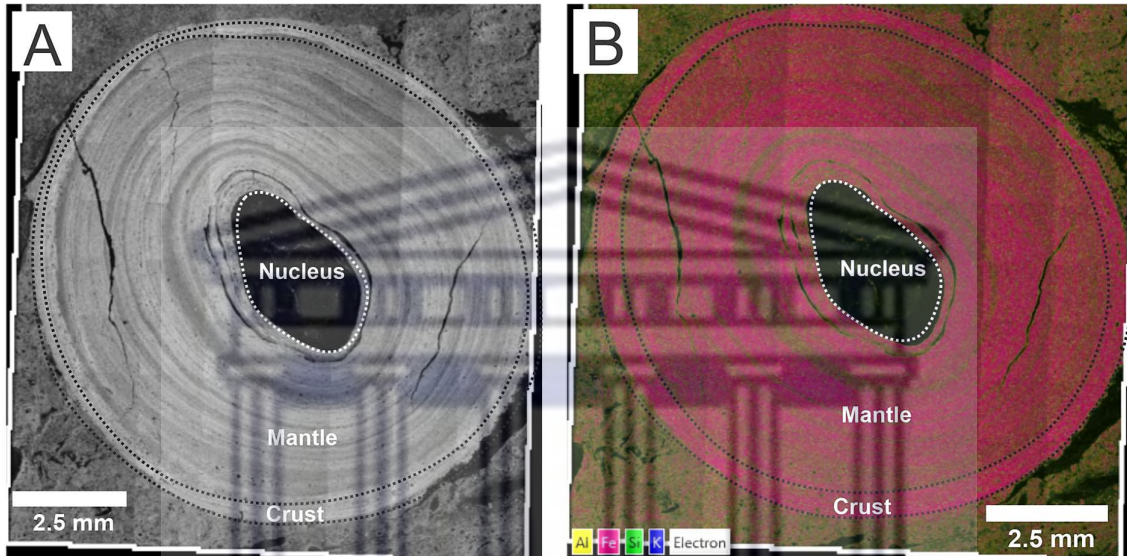 A
Nucleus
Mantle
Crust
2.5 mm
B
Nucleus
Mantle
Crust
Al Fe Si K Electron
2.5 mm